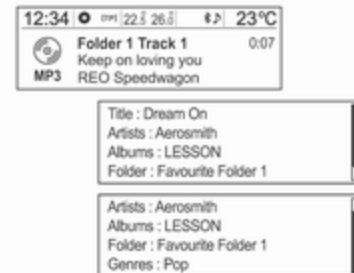 12:34 22.5 26.0 23°C
Folder 1 Track 1 0:07
Keep on loving you
MP3 REO Speedwagon
Title : Dream On
Artists : Aerosmith
Albums : LESSON
Folder : Favourite Folder 1
Artists : Aerosmith
Albums : LESSON
Folder : Favourite Folder 1
Genres : Pop